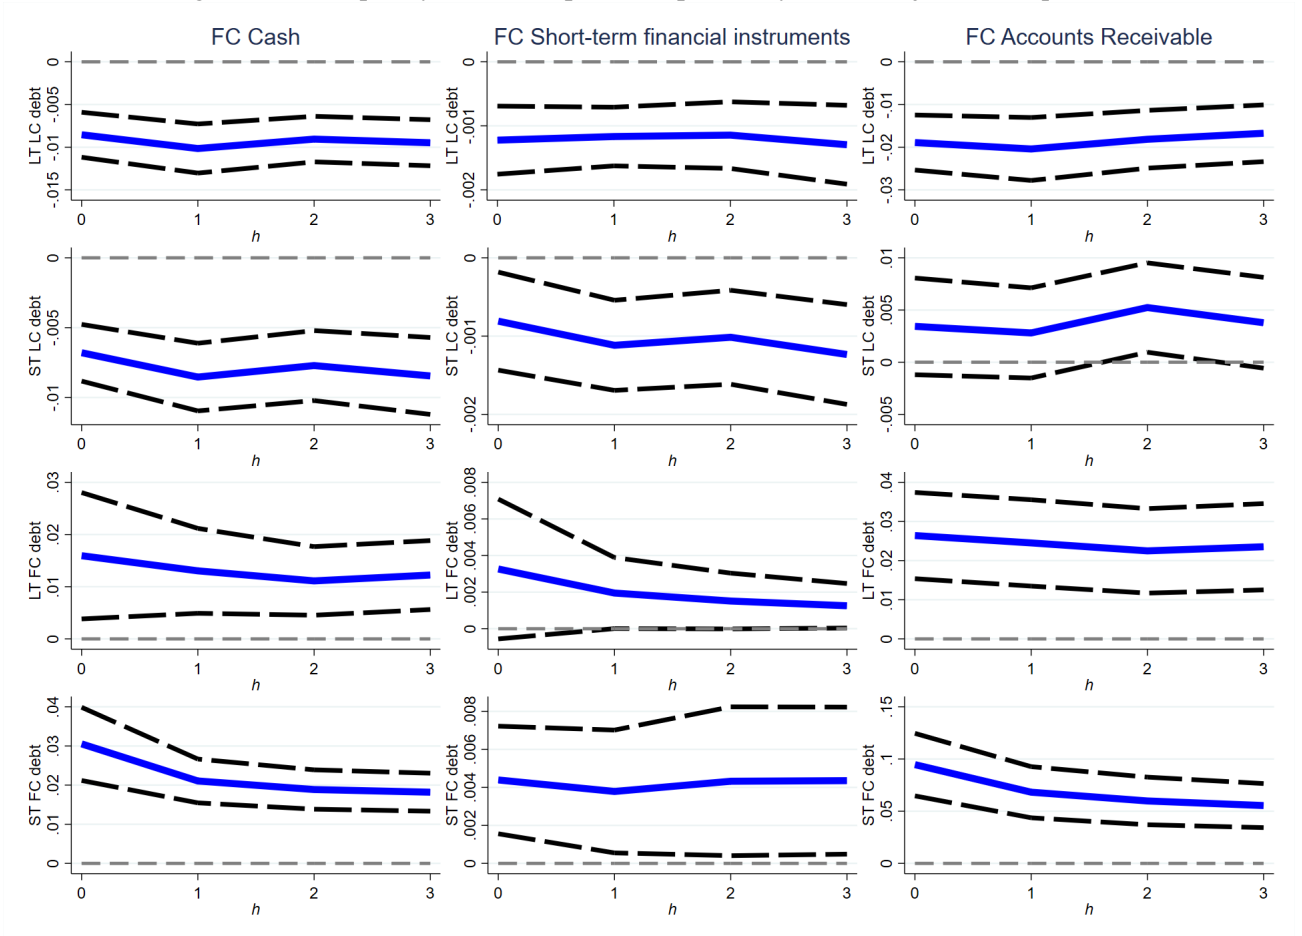 FC Cash
FC Short-term financial instruments
FC Accounts Receivable
LT LC debt
0
-.005
-.01
-.015
0 1 2 3
h
LT LC debt
0
-.001
-.002
0 1 2 3
h
LT LC debt
0
-.01
-.02
-.03
0 1 2 3
h
ST LC debt
0
-.005
-.01
0 1 2 3
h
ST LC debt
0
-.001
-.002
0 1 2 3
h
ST LC debt
.01
.005
0
-.005
0 1 2 3
h
LT FC debt
.03
.02
.01
0
0 1 2 3
h
LT FC debt
.008
.006
.004
.002
0
0 1 2 3
h
LT FC debt
.04
.03
.02
.01
0
0 1 2 3
h
ST FC debt
.04
.03
.02
.01
0
0 1 2 3
h
ST FC debt
.008
.006
.004
.002
0
0 1 2 3
h
ST FC debt
.15
.1
.05
0
0 1 2 3
h